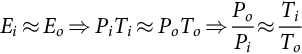 E_i ≈ E_o ⇒ P_i T_i ≈ P_o T_o ⇒ P_o/P_i ≈ T_i/T_o